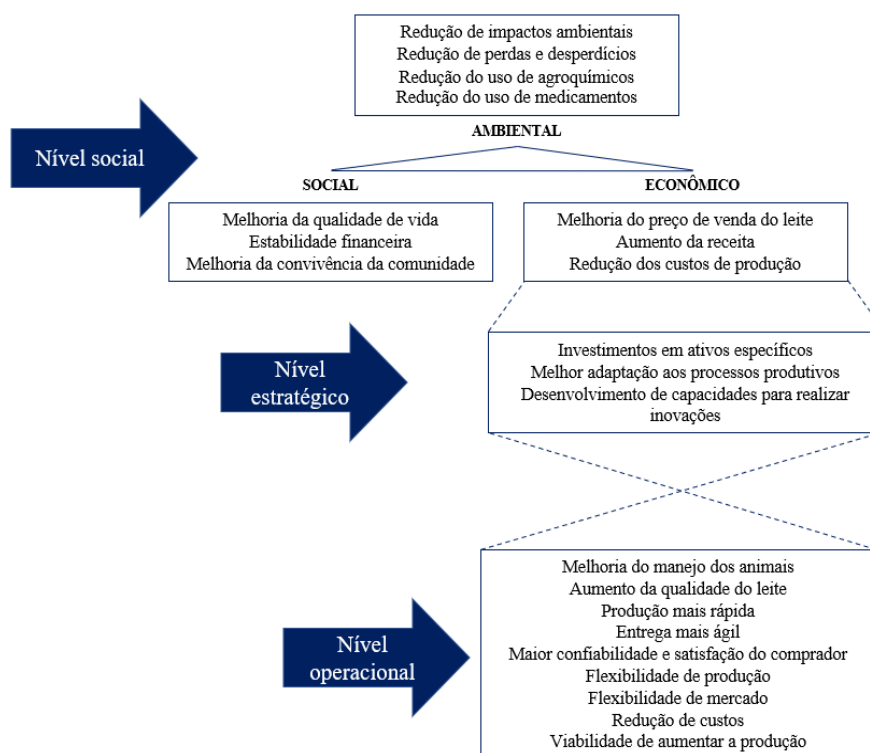 Redução de impactos ambientais
Redução de perdas e desperdícios
Redução do uso de agroquímicos
Redução do uso de medicamentos
AMBIENTAL
Nível social
SOCIAL
ECONÔMICO
Melhoria da qualidade de vida
Estabilidade financeira
Melhoria da convivência da comunidade
Melhoria do preço de venda do leite
Aumento da receita
Redução dos custos de produção
Nível
estratégico
Investimentos em ativos específicos
Melhor adaptação aos processos produtivos
Desenvolvimento de capacidades para realizar
inovações
Nível
operacional
Melhoria do manejo dos animais
Aumento da qualidade do leite
Produção mais rápida
Entrega mais ágil
Maior confiabilidade e satisfação do comprador
Flexibilidade de produção
Flexibilidade de mercado
Redução de custos
Viabilidade de aumentar a produção